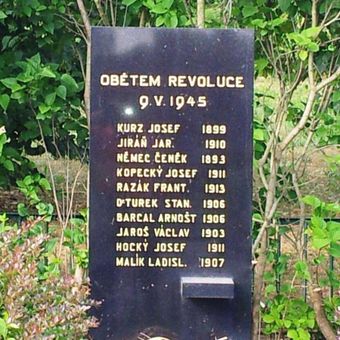 OBĚTEM REVOLUCE
9.V.1945
KURZ JOSEF 1899
JIRÁŇ JAR. 1910
NĚMEC ČENĚK 1893
KOPECKÝ JOSEF 1911
RAZÁK FRANT. 1913
DR TUREK STAN. 1906
BARCAL ARNOŠT 1906
JAROŠ VÁCLAV 1903
HOCKÝ JOSEF 1911
MALÍK LADISL. 1907